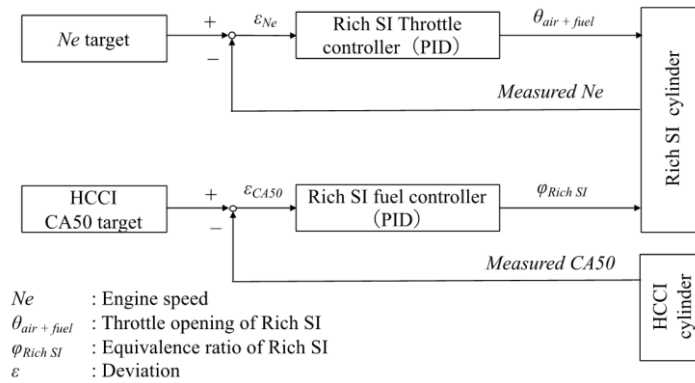 Ne target
+
−
ε_Ne
Rich SI Throttle
controller（PID）
θ_air + fuel
Measured Ne
Rich SI cylinder
HCCI
CA50 target
+
−
ε_CA50
Rich SI fuel controller
（PID）
φ_Rich SI
Measured CA50
HCCI
cylinder
Ne : Engine speed
θ_air + fuel : Throttle opening of Rich SI
φ_Rich SI : Equivalence ratio of Rich SI
ε : Deviation